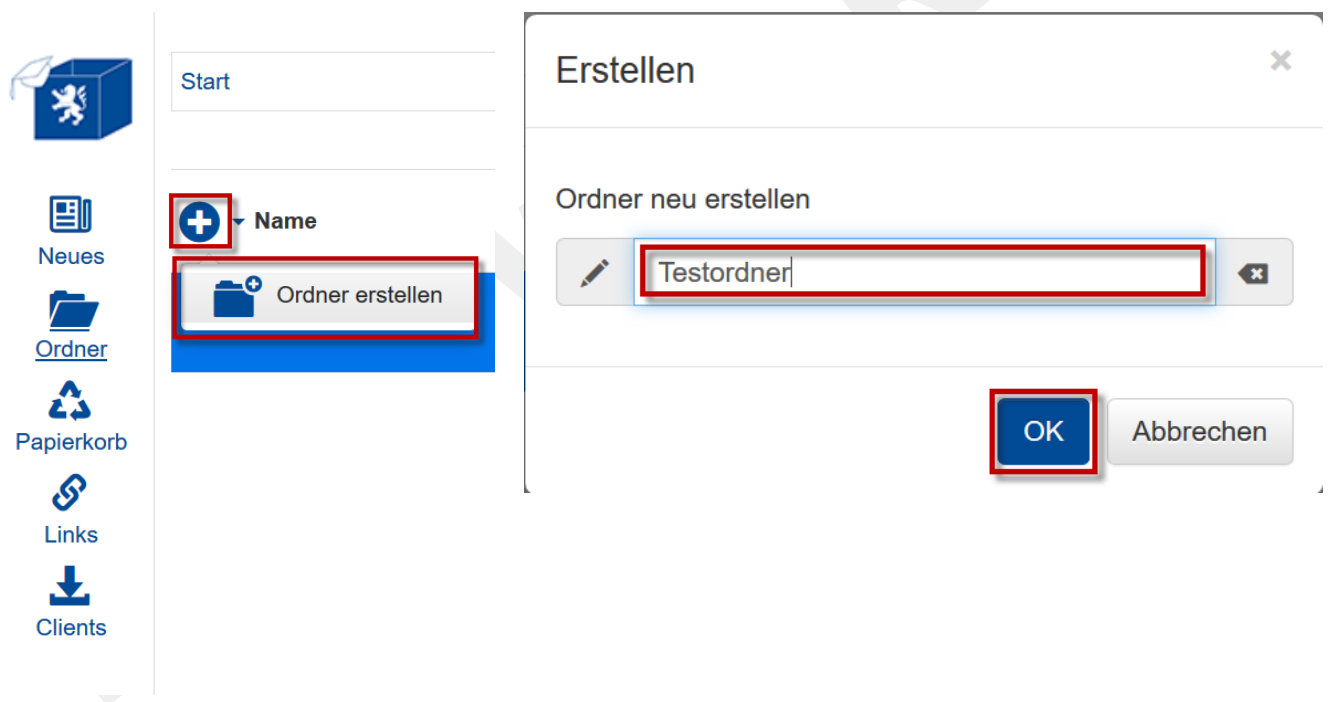 Start
Name
Ordner erstellen
Neues
Ordner
Papierkorb
Links
Clients
Erstellen
Ordner neu erstellen
Testordner
OK
Abbrechen